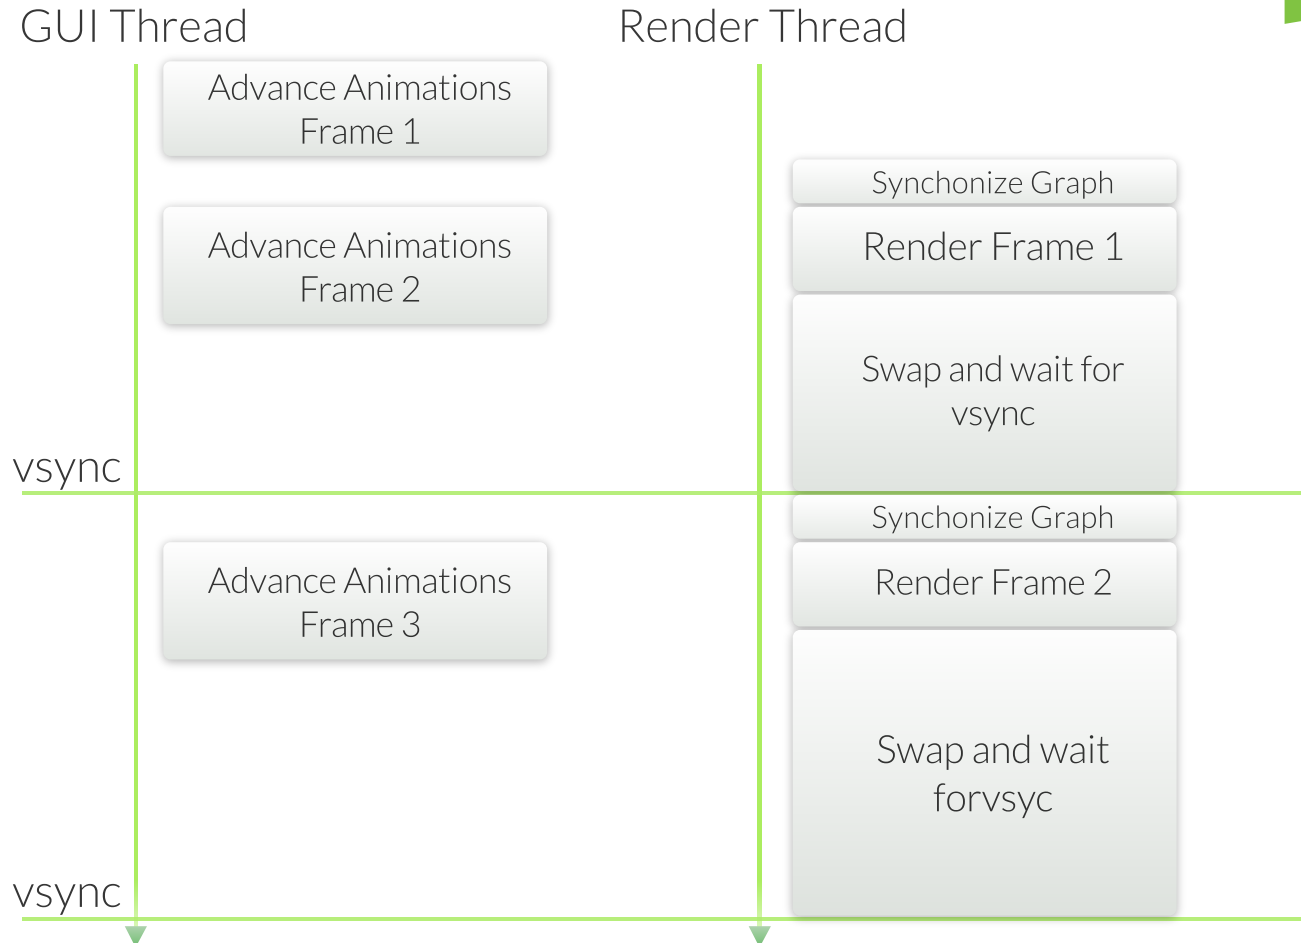 GUI Thread
Render Thread
Advance Animations
Frame 1
Synchonize Graph
Advance Animations
Frame 2
Render Frame 1
Swap and wait for
vsync
vsync
Synchonize Graph
Advance Animations
Frame 3
Render Frame 2
Swap and wait
forvsyc
vsync